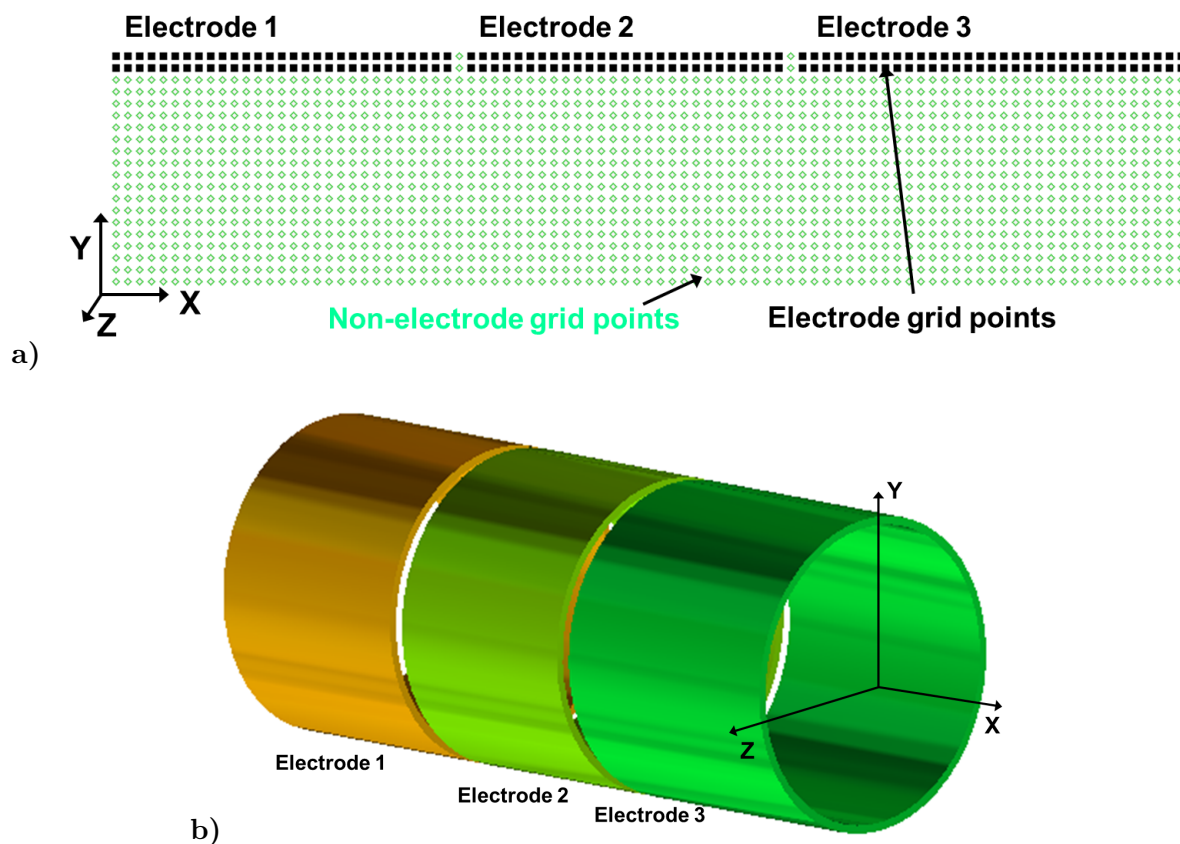 Electrode 1 Electrode 2 Electrode 3
Y
X
Z
Non-electrode grid points Electrode grid points
a)
Y
X
Z
Electrode 1
Electrode 2
Electrode 3
b)